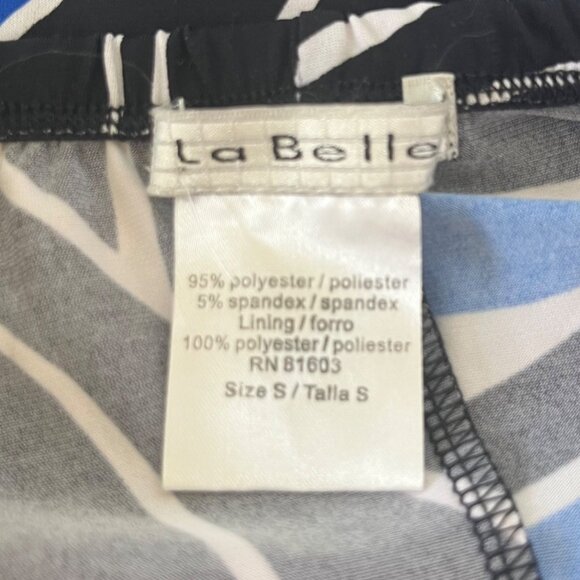 La Belle
95% polyester / poliester
5% spandex / spandex
Lining / forro
100% polyester / poliester
RN 81603
Size S / Talla S